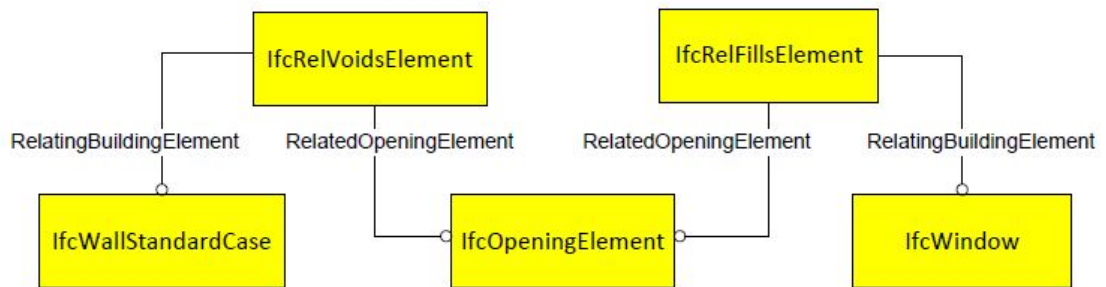 IfcRelVoidsElement
IfcRelFillsElement
RelatingBuildingElement
RelatedOpeningElement
RelatedOpeningElement
RelatingBuildingElement
IfcWallStandardCase
IfcOpeningElement
IfcWindow